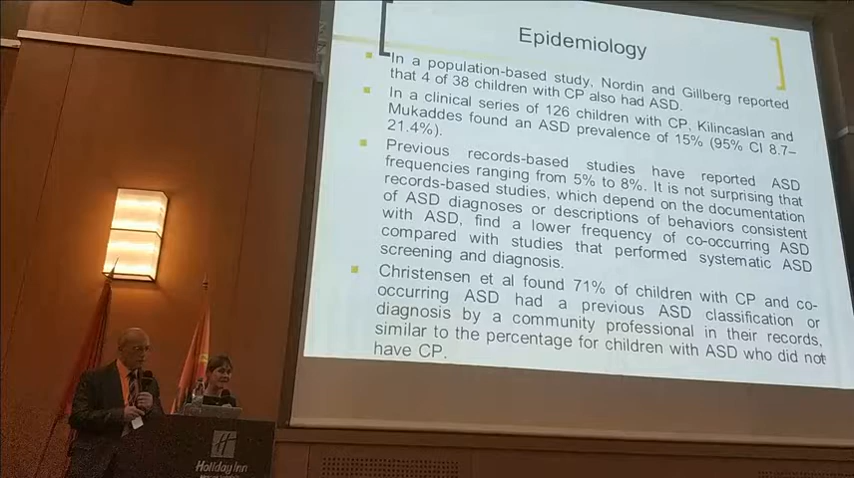 Epidemiology
In a population-based study, Nordin and Gillberg reported
that 4 of 38 children with CP also had ASD.
In a clinical series of 126 children with CP, Kilincaslan and
Mukaddes found an ASD prevalence of 15% (95% CI 8.7–
21.4%).
Previous records-based studies have reported ASD
frequencies ranging from 5% to 8%. It is not surprising that
records-based studies, which depend on the documentation
of ASD diagnoses or descriptions of behaviors consistent
with ASD, find a lower frequency of co-occurring ASD
compared with studies that performed systematic ASD
screening and diagnosis.
Christensen et al found 71% of children with CP and co-
occurring ASD had a previous ASD classification or
diagnosis by a community professional in their records,
similar to the percentage for children with ASD who did not
have CP.
H
Holiday Inn